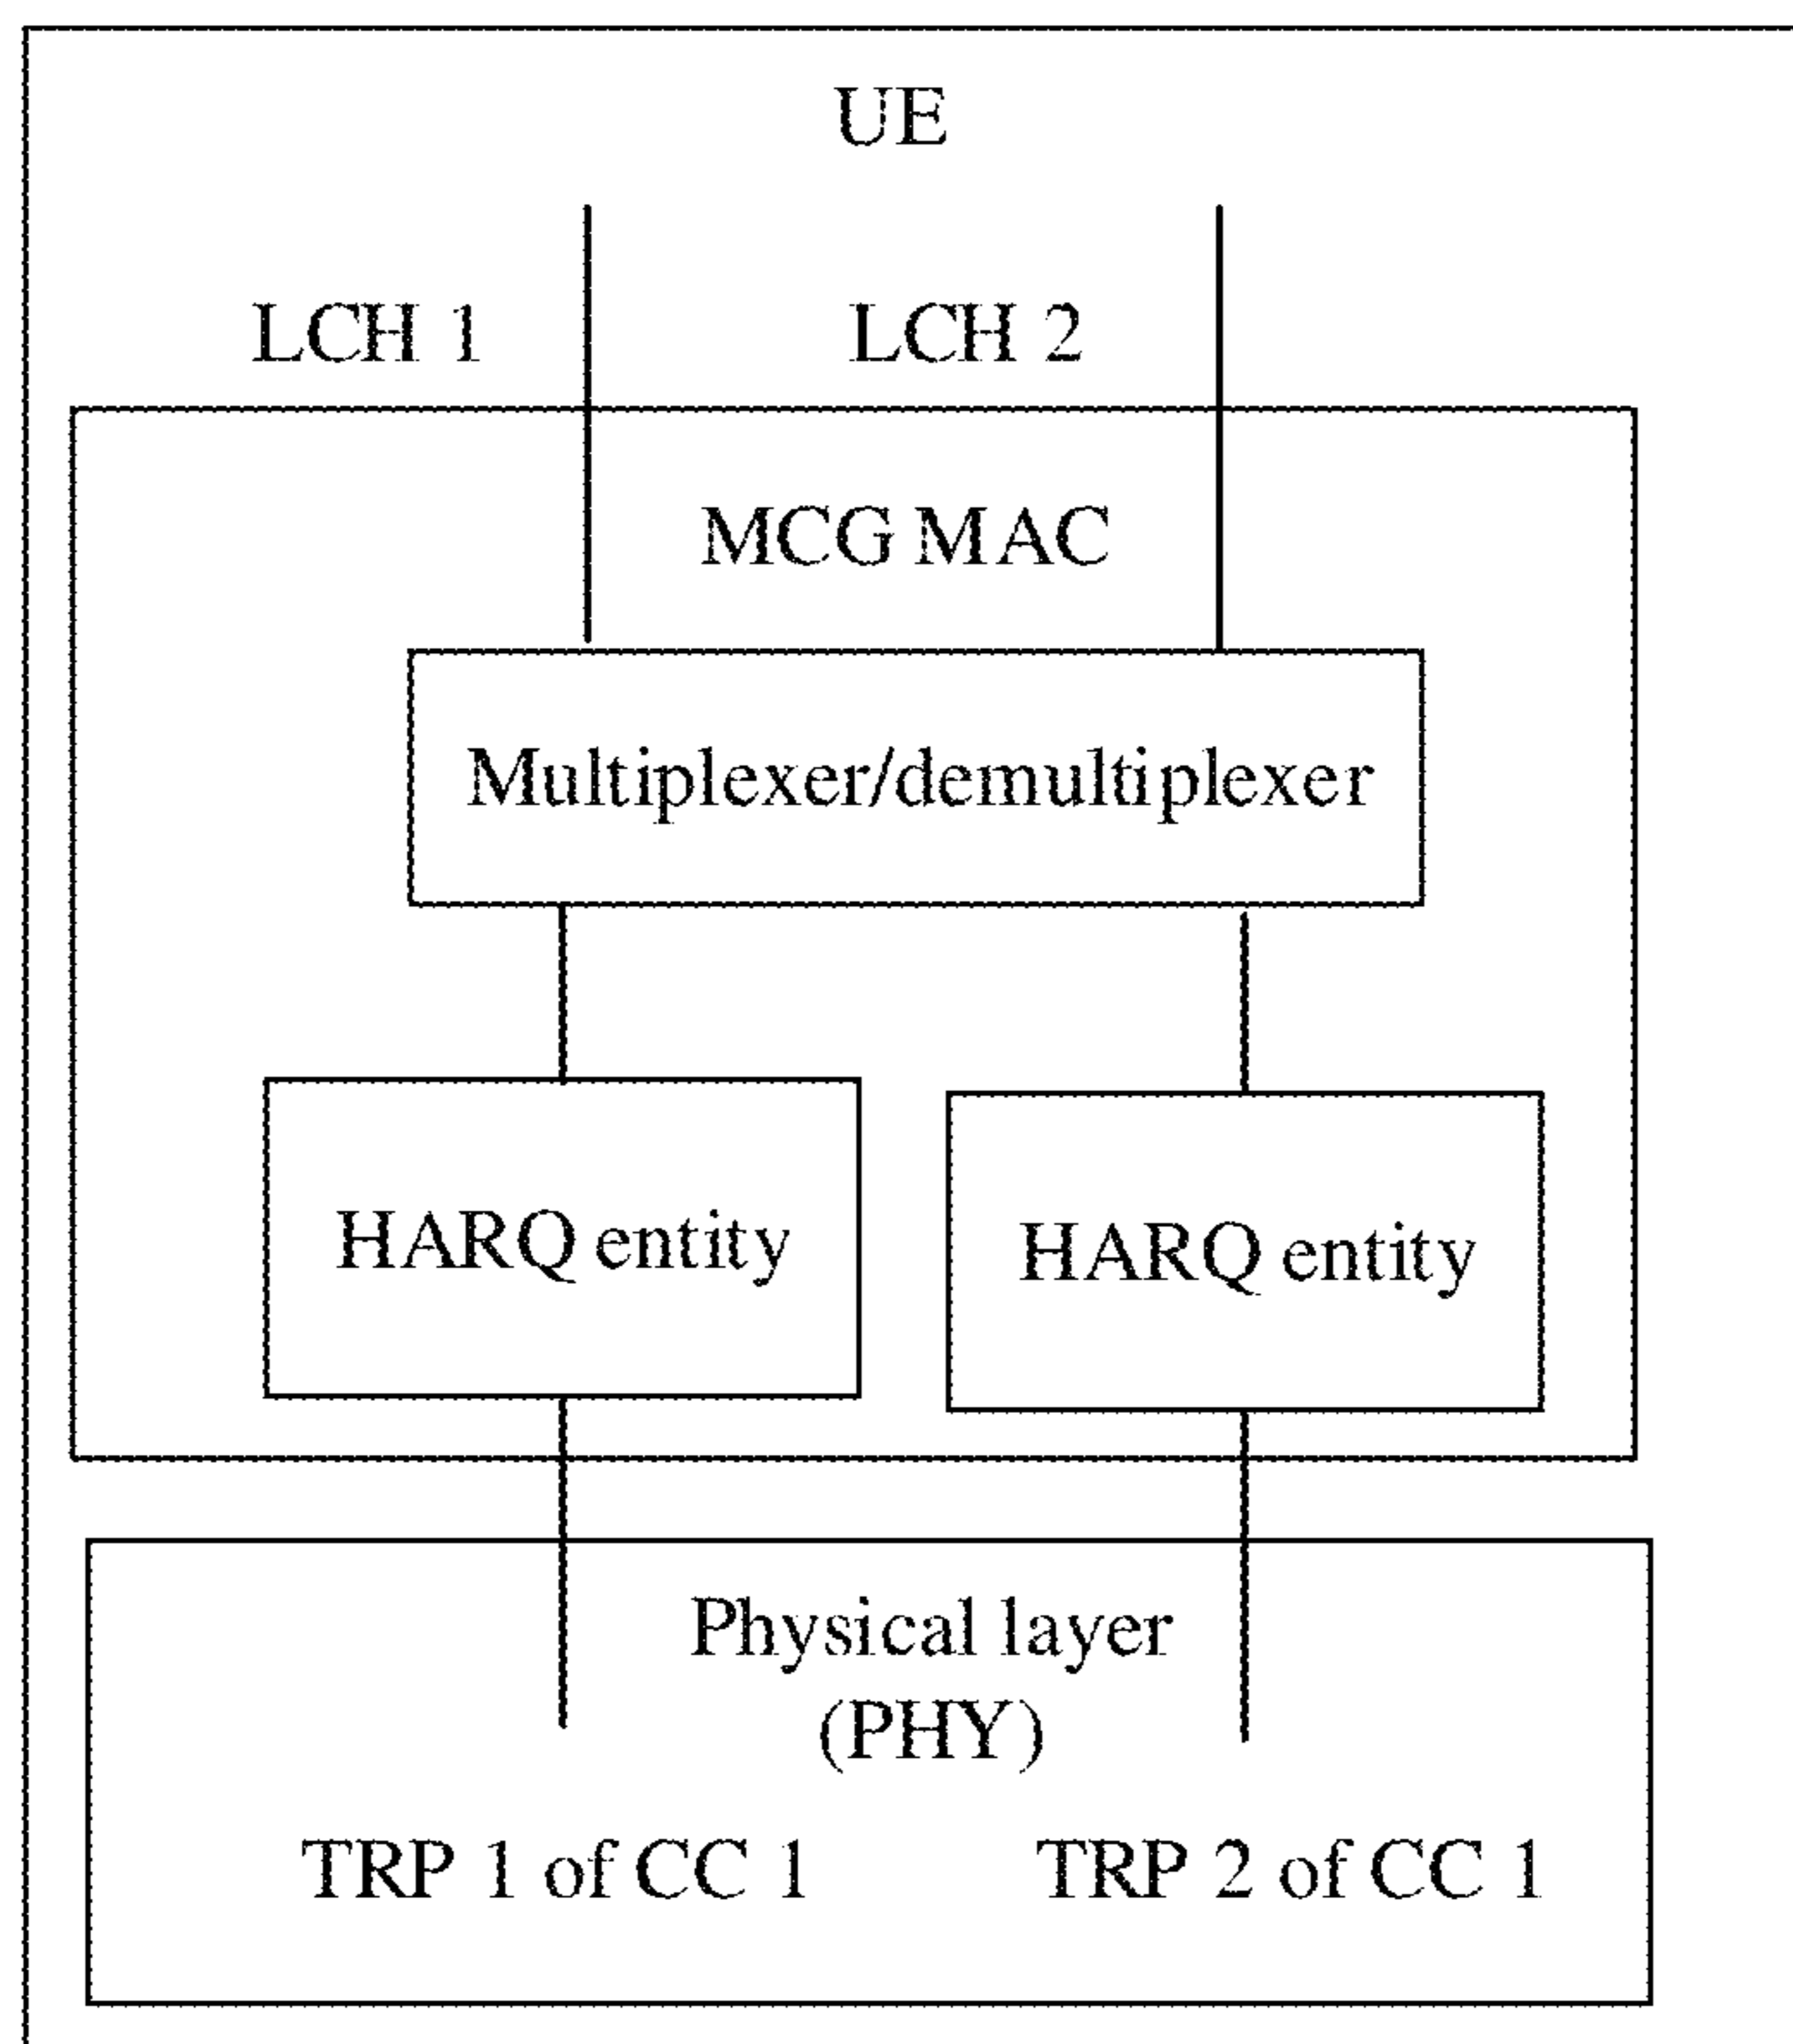 UE
LCH 1
LCH 2
MCG MAC
Multiplexer/demultiplexer
HARQ entity
HARQ entity
Physical layer
(PHY)
TRP 1 of CC 1
TRP 2 of CC 1